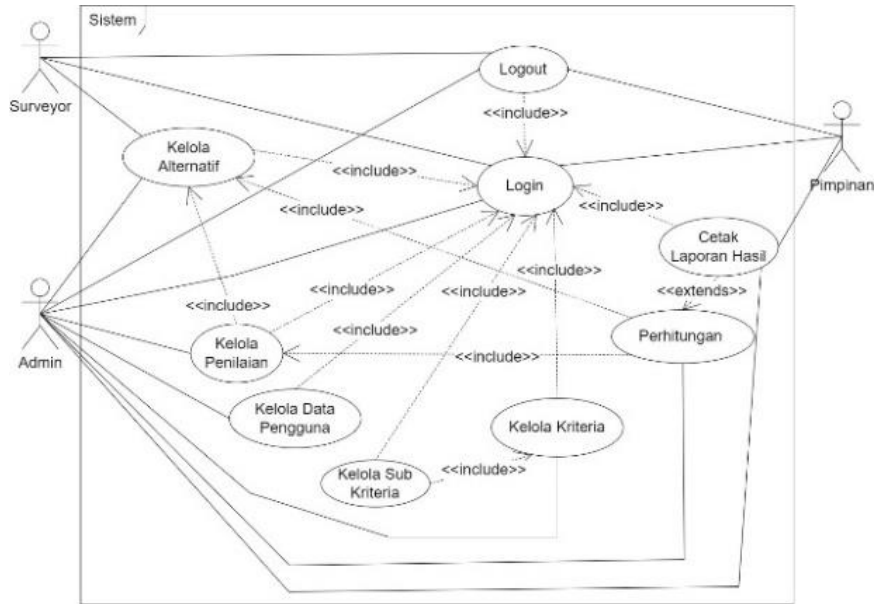 Sistem
Surveyor
Logout
<<include>>
Kelola
Alternatif
<<include>>
Login
<<include>>
<<include>>
Pimpinan
Cetak
Laporan Hasil
<<include>>
<<include>>
<<include>>
<<extends>>
<<include>>
Admin
Kelola
Penilaian
<<include>>
<<include>>
Perhitungan
Kelola Data
Pengguna
Kelola Kriteria
Kelola Sub
Kriteria
<<include>>